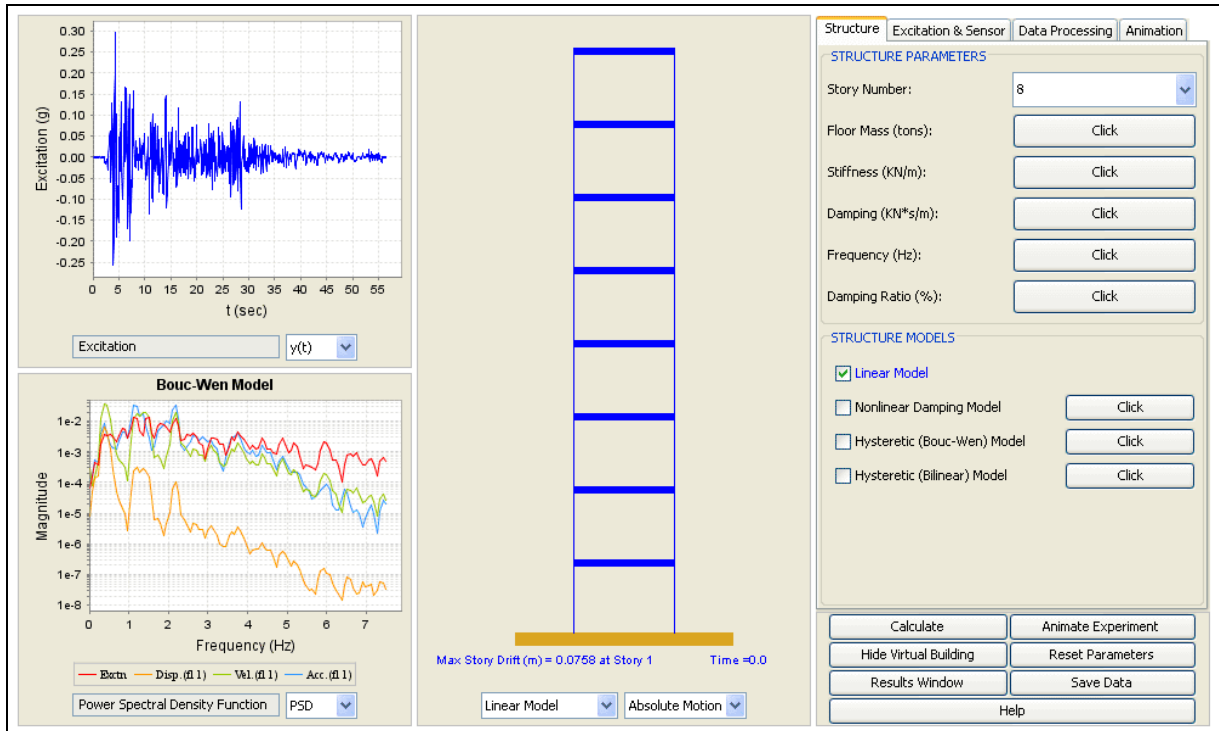 0.30
0.25
0.20
0.15
0.10
0.05
0.00
-0.05
-0.10
-0.15
-0.20
-0.25
Excitation (g)
0 5 10 15 20 25 30 35 40 45 50 55
t (sec)
Excitation y(t)
Bouc-Wen Model
1e-2
1e-3
1e-4
1e-5
1e-6
1e-7
1e-8
Magnitude
0 1 2 3 4 5 6 7
Frequency (Hz)
Exctn Disp.(fl 1) Vel.(fl 1) Acc.(fl 1)
Power Spectral Density Function PSD
Max Story Drift (m) = 0.0758 at Story 1 Time =0.0
Linear Model Absolute Motion
Structure Excitation & Sensor Data Processing Animation
STRUCTURE PARAMETERS
Story Number: 8
Floor Mass (tons): Click
Stiffness (KN/m): Click
Damping (KN*s/m): Click
Frequency (Hz): Click
Damping Ratio (%): Click
STRUCTURE MODELS
Linear Model
Nonlinear Damping Model Click
Hysteretic (Bouc-Wen) Model Click
Hysteretic (Bilinear) Model Click
Calculate Animate Experiment
Hide Virtual Building Reset Parameters
Results Window Save Data
Help